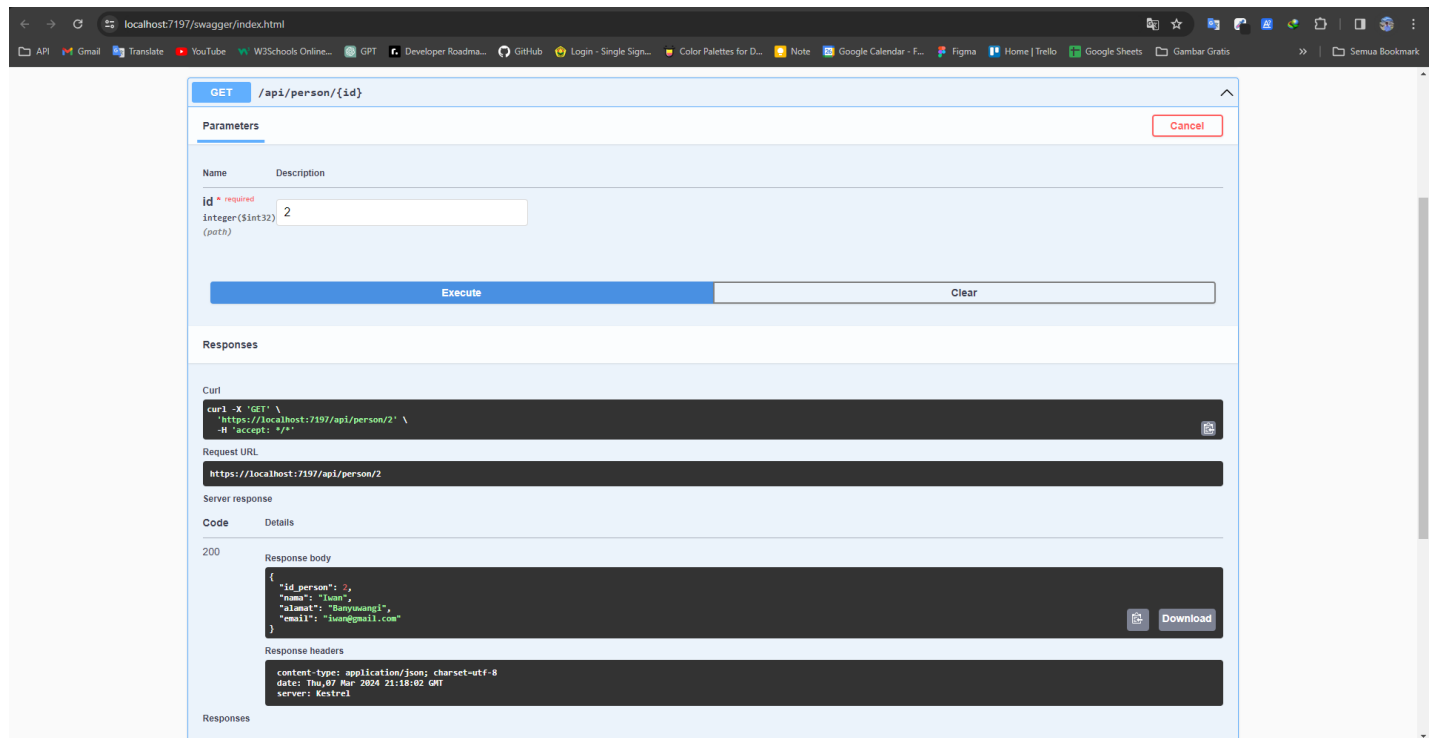 localhost:7197/swagger/index.html
API Gmail Translate YouTube W3Schools Online... GPT Developer Roadma... GitHub Login - Single Sign... Color Palettes for D... Note Google Calendar - F... Figma Home | Trello Google Sheets Gambar Gratis » Semua Bookmark
GET /api/person/{id}
Parameters Cancel
Name Description
id * required
integer($int32) 2
(path)
Execute Clear
Responses
Curl
curl -X 'GET' \
'https://localhost:7197/api/person/2' \
-H 'accept: */*'
Request URL
https://localhost:7197/api/person/2
Server response
Code Details
200 Response body
{
"id_person": 2,
"nama": "Iwan",
"alamat": "Banyuwangi",
"email": "iwan@gmail.com"
}
Download
Response headers
content-type: application/json; charset=utf-8
date: Thu,07 Mar 2024 21:18:02 GMT
server: Kestrel
Responses